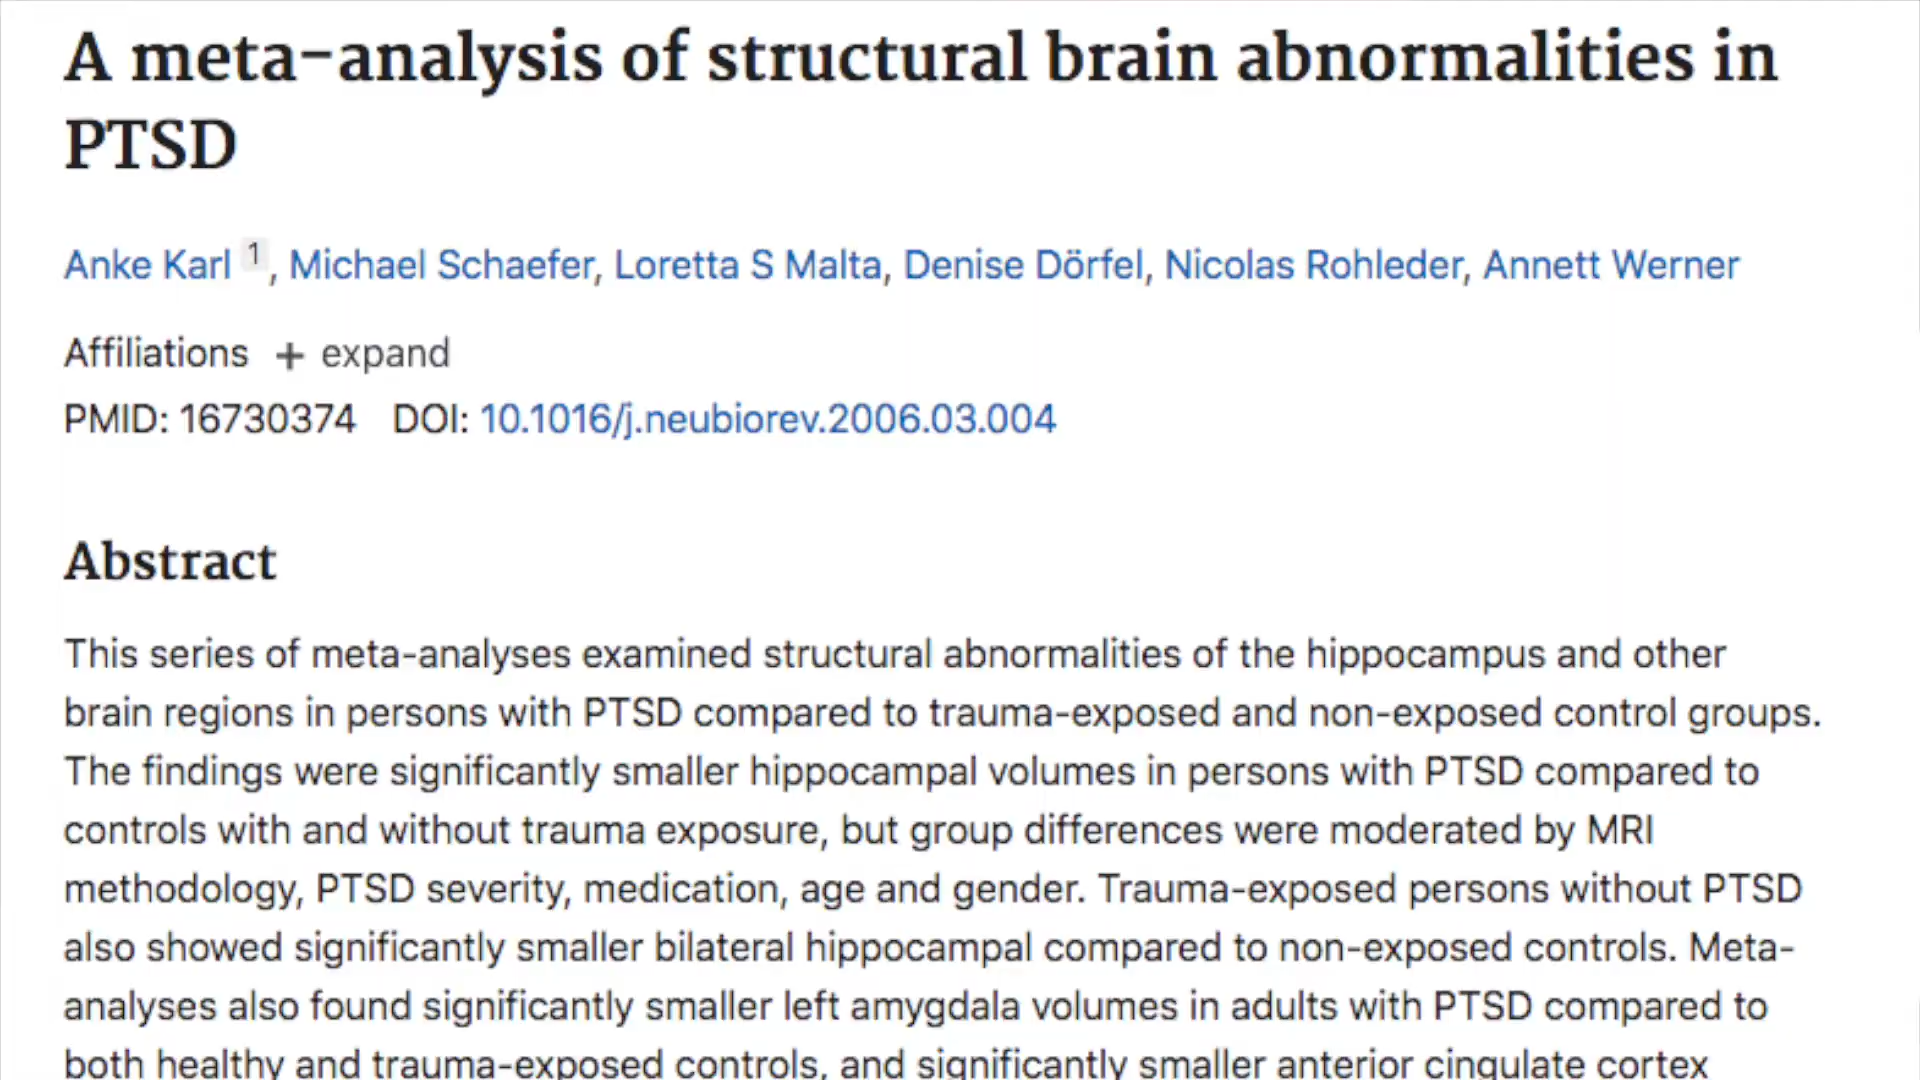 A meta-analysis of structural brain abnormalities in
PTSD
Anke Karl 1, Michael Schaefer, Loretta S Malta, Denise Dörfel, Nicolas Rohleder, Annett Werner
Affiliations + expand
PMID: 16730374 DOI: 10.1016/j.neubiorev.2006.03.004
Abstract
This series of meta-analyses examined structural abnormalities of the hippocampus and other
brain regions in persons with PTSD compared to trauma-exposed and non-exposed control groups.
The findings were significantly smaller hippocampal volumes in persons with PTSD compared to
controls with and without trauma exposure, but group differences were moderated by MRI
methodology, PTSD severity, medication, age and gender. Trauma-exposed persons without PTSD
also showed significantly smaller bilateral hippocampal compared to non-exposed controls. Meta-
analyses also found significantly smaller left amygdala volumes in adults with PTSD compared to
both healthy and trauma-exposed controls, and significantly smaller anterior cingulate cortex